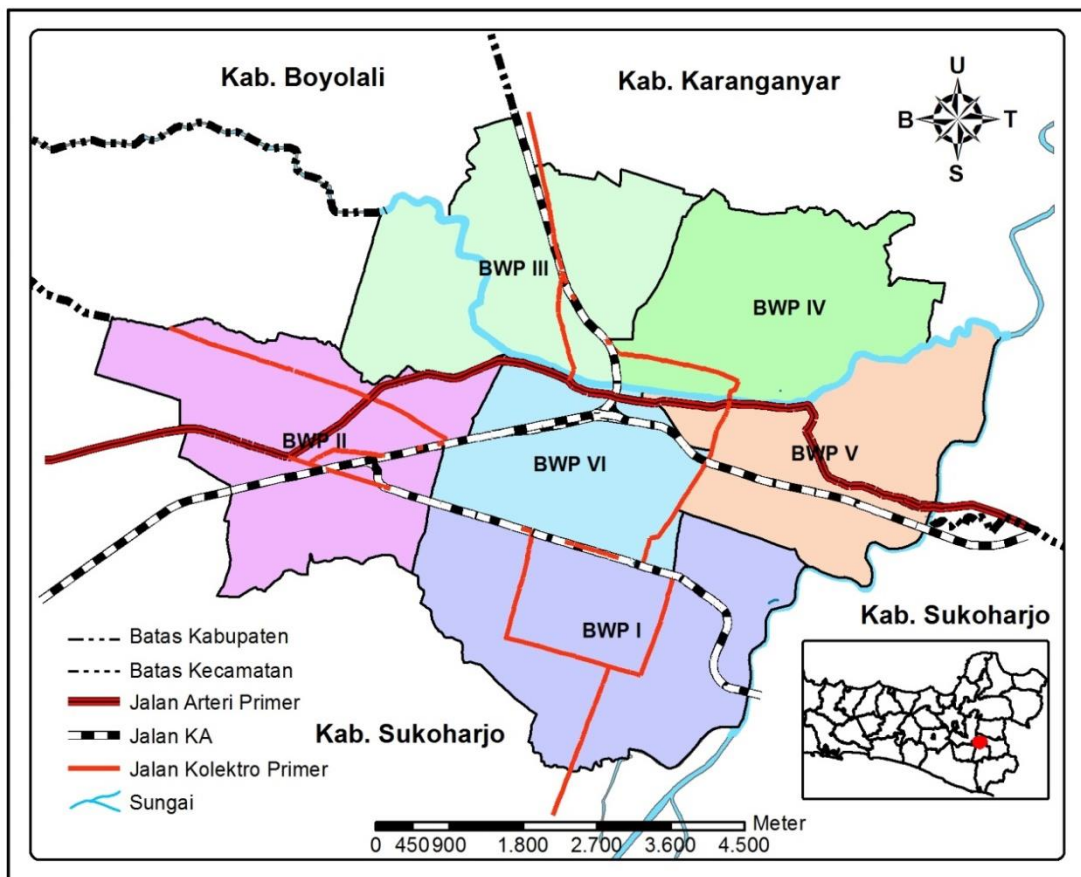 Kab. Boyolali
Kab. Karanganyar
U
B
T
S
BWP III
BWP IV
BWP II
BWP VI
BWP V
BWP I
Kab. Sukoharjo
Kab. Sukoharjo
Batas Kabupaten
Batas Kecamatan
Jalan Arteri Primer
Jalan KA
Jalan Kolektro Primer
Sungai
Meter
0 450 900 1.800 2.700 3.600 4.500